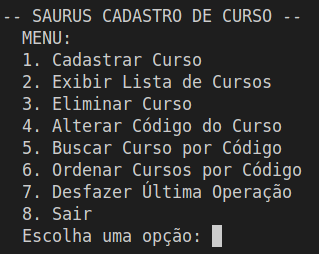 -- SAURUS CADASTRO DE CURSO --
MENU:
1. Cadastrar Curso
2. Exibir Lista de Cursos
3. Eliminar Curso
4. Alterar Código do Curso
5. Buscar Curso por Código
6. Ordenar Cursos por Código
7. Desfazer Última Operação
8. Sair
Escolha uma opção: